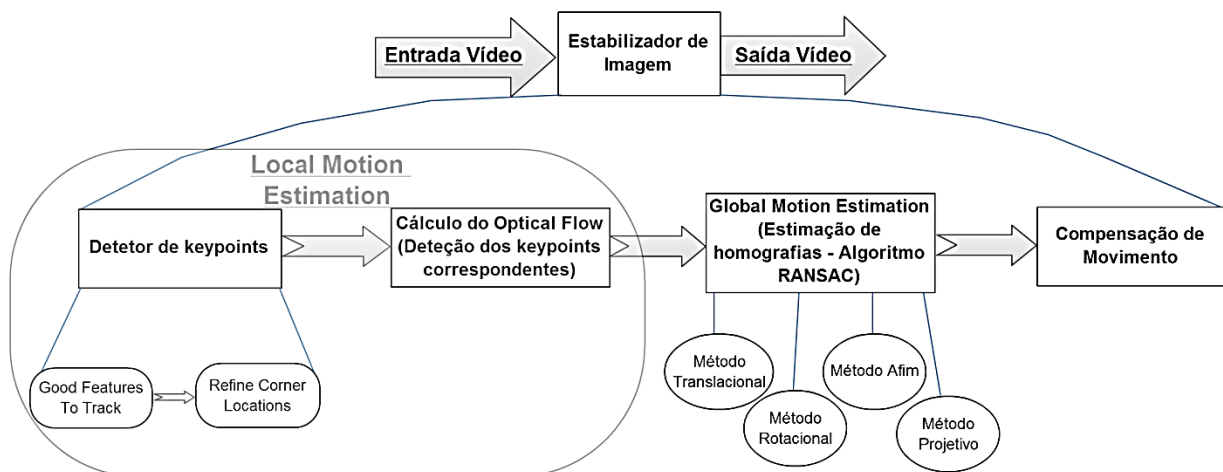 Entrada Vídeo
Estabilizador de
Imagem
Saída Vídeo
Local Motion
Estimation
Detetor de keypoints
Cálculo do Optical Flow
(Deteção dos keypoints
correspondentes)
Global Motion Estimation
(Estimação de
homografias - Algoritmo
RANSAC)
Compensação de
Movimento
Good Features
To Track
Refine Corner
Locations
Método
Translacional
Método
Rotacional
Método Afim
Método
Projetivo